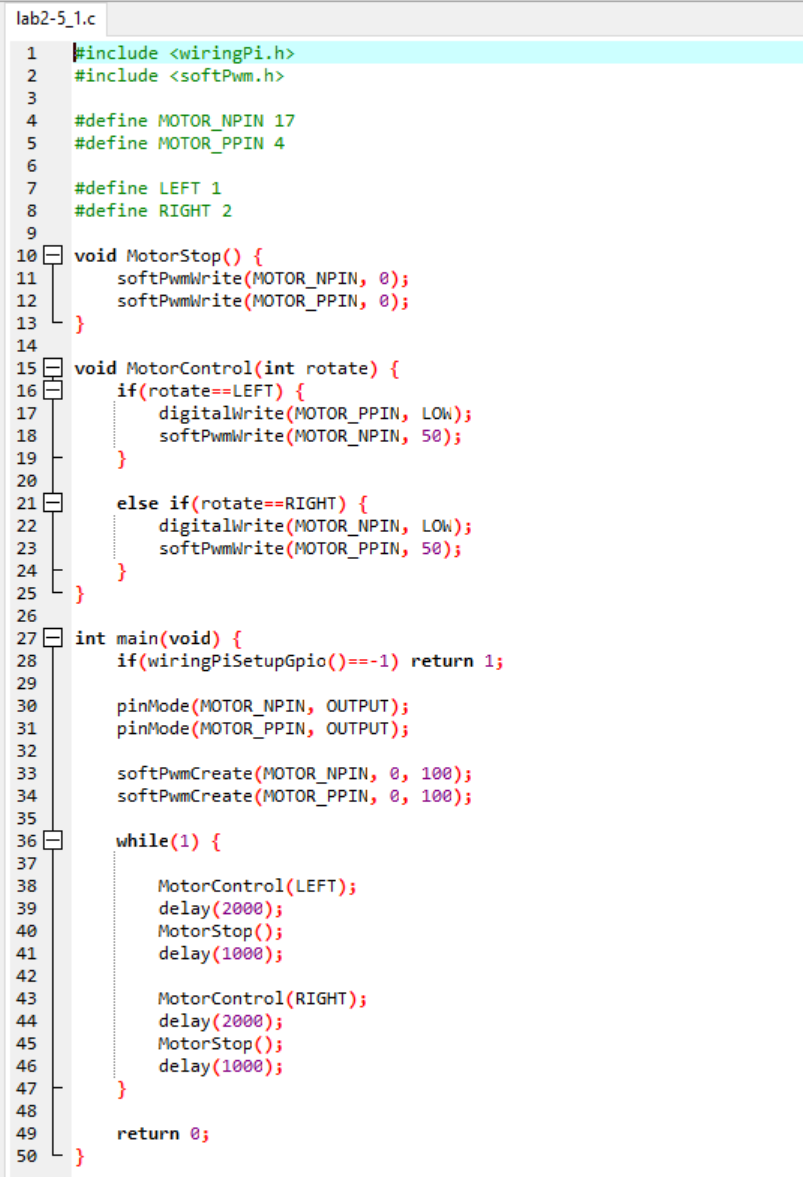 lab2-5_1.c
1 #include <wiringPi.h>
2 #include <softPwm.h>
3
4 #define MOTOR_NPIN 17
5 #define MOTOR_PPIN 4
6
7 #define LEFT 1
8 #define RIGHT 2
9
10 void MotorStop() {
11     softPwmWrite(MOTOR_NPIN, 0);
12     softPwmWrite(MOTOR_PPIN, 0);
13 }
14
15 void MotorControl(int rotate) {
16     if(rotate==LEFT) {
17         digitalWrite(MOTOR_PPIN, LOW);
18         softPwmWrite(MOTOR_NPIN, 50);
19     }
20
21     else if(rotate==RIGHT) {
22         digitalWrite(MOTOR_NPIN, LOW);
23         softPwmWrite(MOTOR_PPIN, 50);
24     }
25 }
26
27 int main(void) {
28     if(wiringPiSetupGpio()==-1) return 1;
29
30     pinMode(MOTOR_NPIN, OUTPUT);
31     pinMode(MOTOR_PPIN, OUTPUT);
32
33     softPwmCreate(MOTOR_NPIN, 0, 100);
34     softPwmCreate(MOTOR_PPIN, 0, 100);
35
36     while(1) {
37
38         MotorControl(LEFT);
39         delay(2000);
40         MotorStop();
41         delay(1000);
42
43         MotorControl(RIGHT);
44         delay(2000);
45         MotorStop();
46         delay(1000);
47     }
48
49     return 0;
50 }